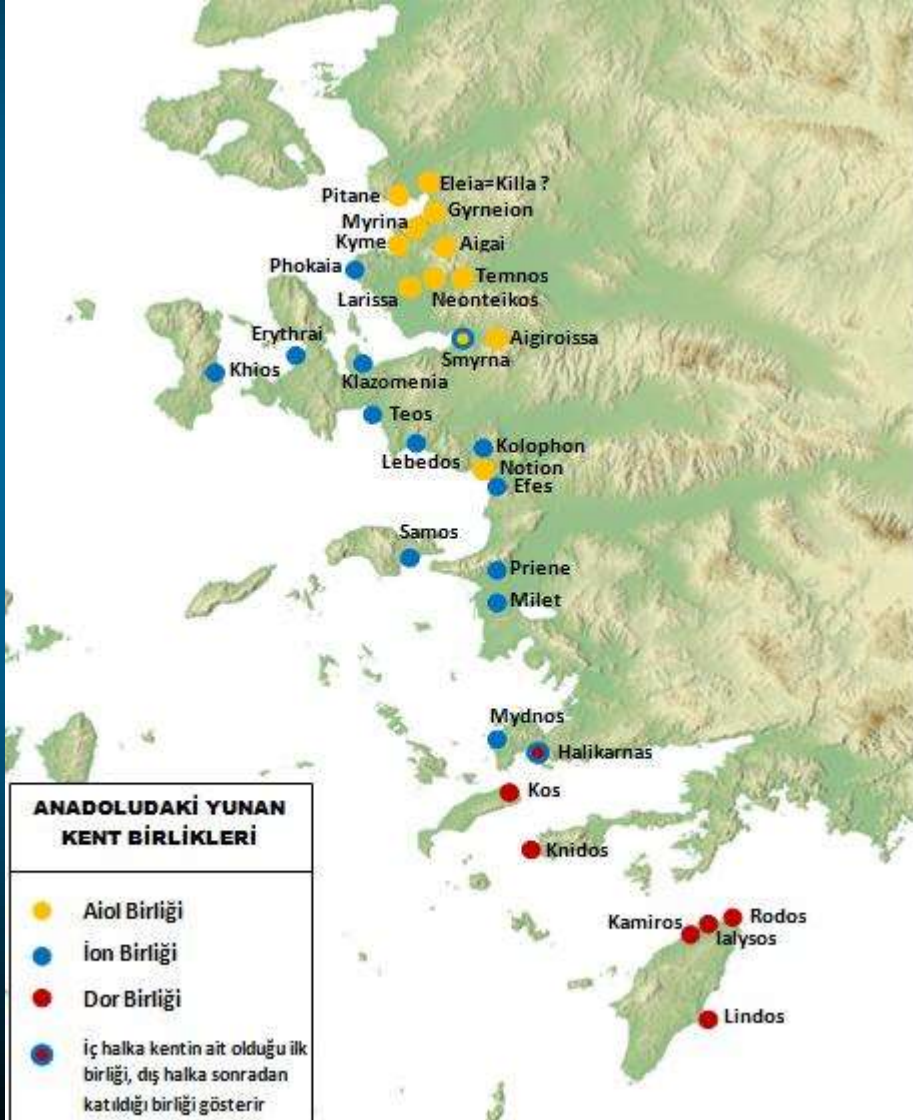 Eleia=Killa ?
Pitane
Gyrneion
Myrina
Kyme
Aigai
Phokaia
Temnos
Larissa
Neonteikos
Erythrai
Aigiroissa
Smyrna
Khios
Klazomenia
Teos
Kolophon
Lebedos
Notion
Efes
Samos
Priene
Milet
Mydnos
Halikarnas
Kos
Knidos
Kamiros
Rodos
Ialysos
Lindos
ANADOLUDAKİ YUNAN
KENT BİRLİKLERİ
Aiol Birliği
İon Birliği
Dor Birliği
İç halka kentin ait olduğu ilk
birliği, dış halka sonradan
katıldığı birliği gösterir